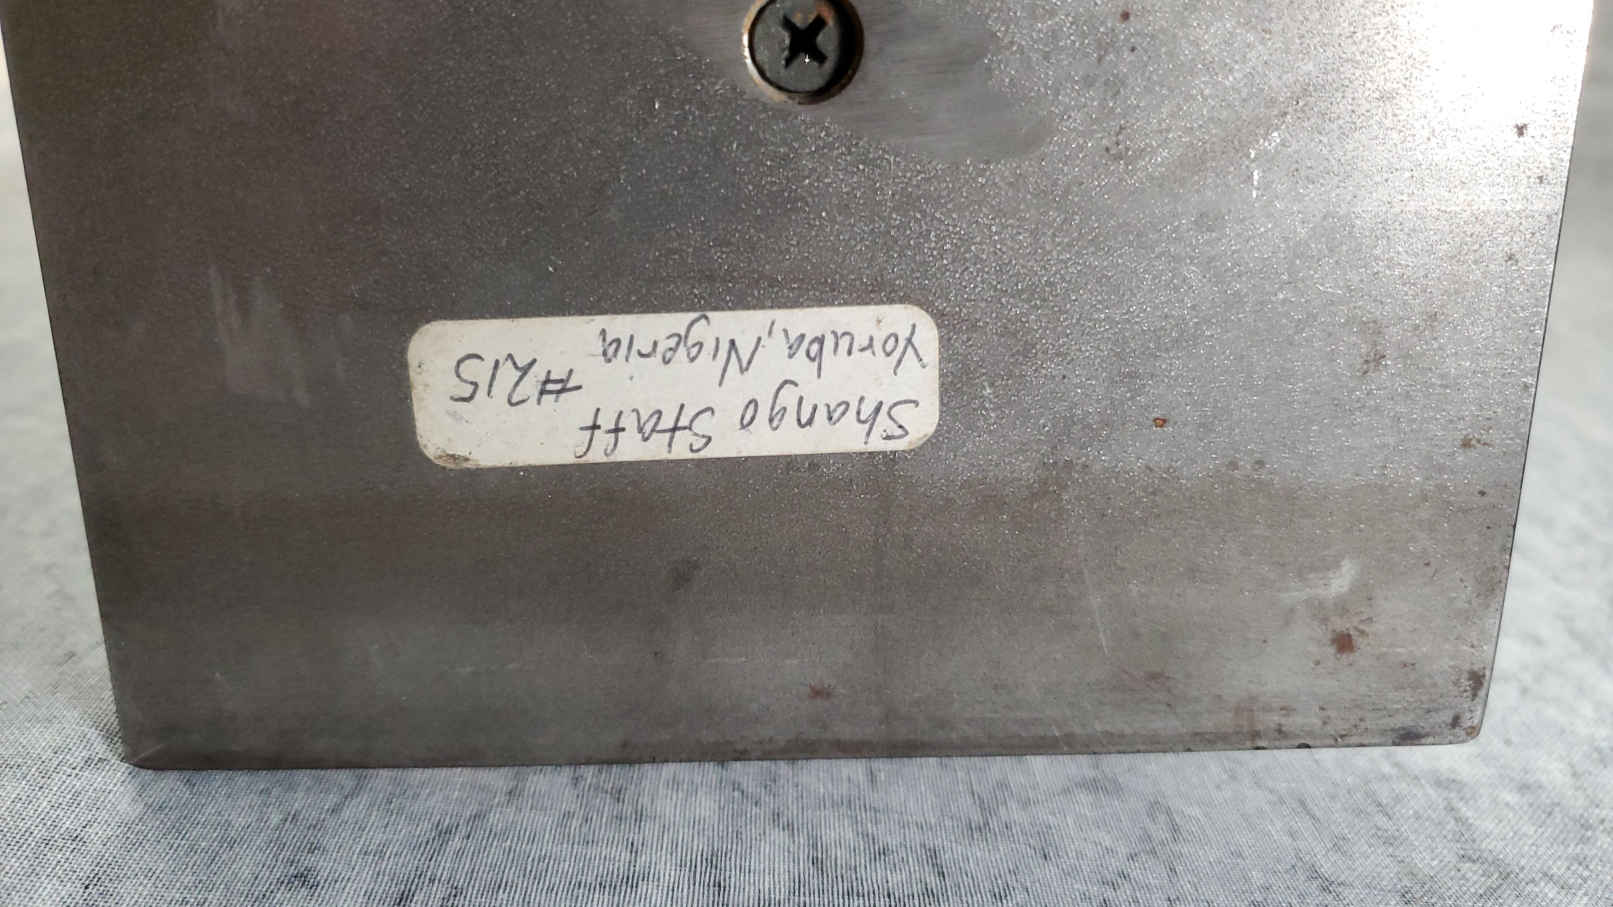 Shango Staff
#215
Yoruba, Nigeria